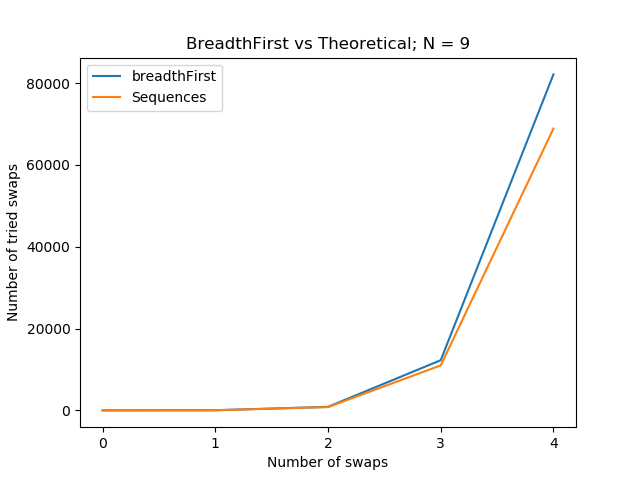 BreadthFirst vs Theoretical; N = 9
breadthFirst
Sequences
80000
60000
40000
20000
0
Number of tried swaps
0 1 2 3 4
Number of swaps